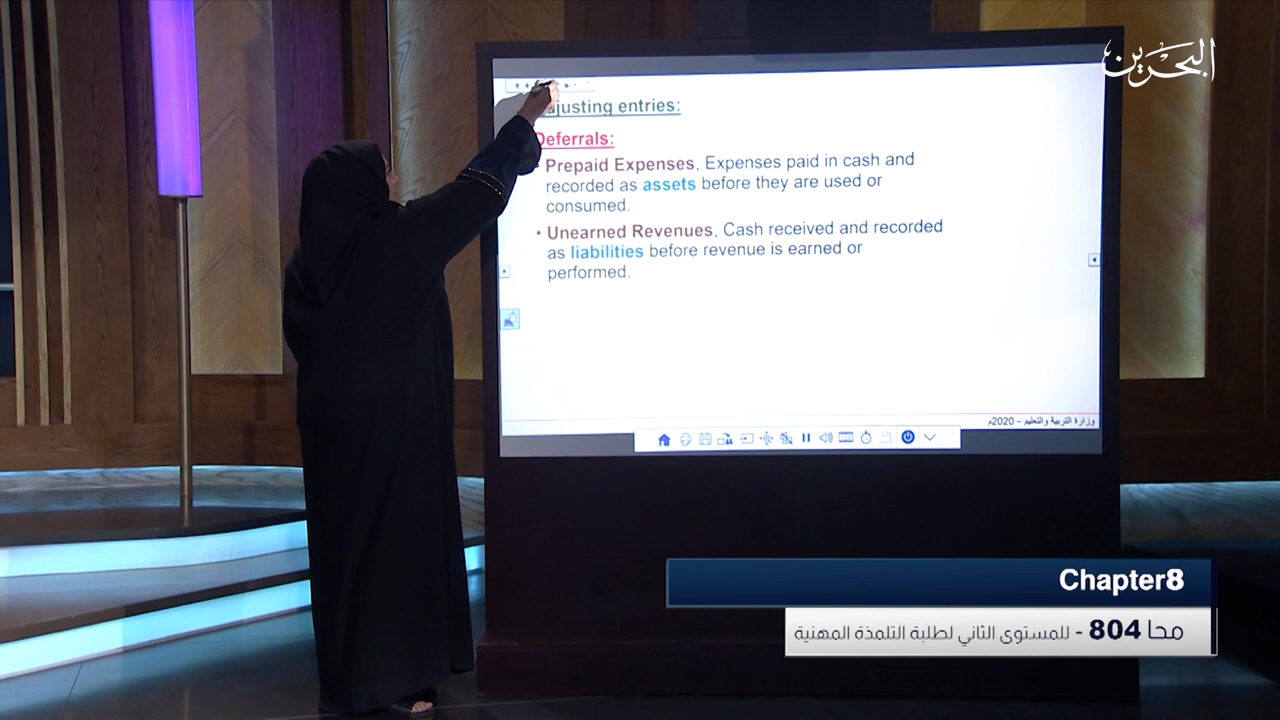 البحرين
djusting entries:
Deferrals:
• Prepaid Expenses, Expenses paid in cash and
recorded as assets before they are used or
consumed.
• Unearned Revenues, Cash received and recorded
as liabilities before revenue is earned or
performed.
وزارة التربية والتعليم – 2020م
Chapter8
محا 804 - للمستوى الثاني لطلبة التلمذة المهنية